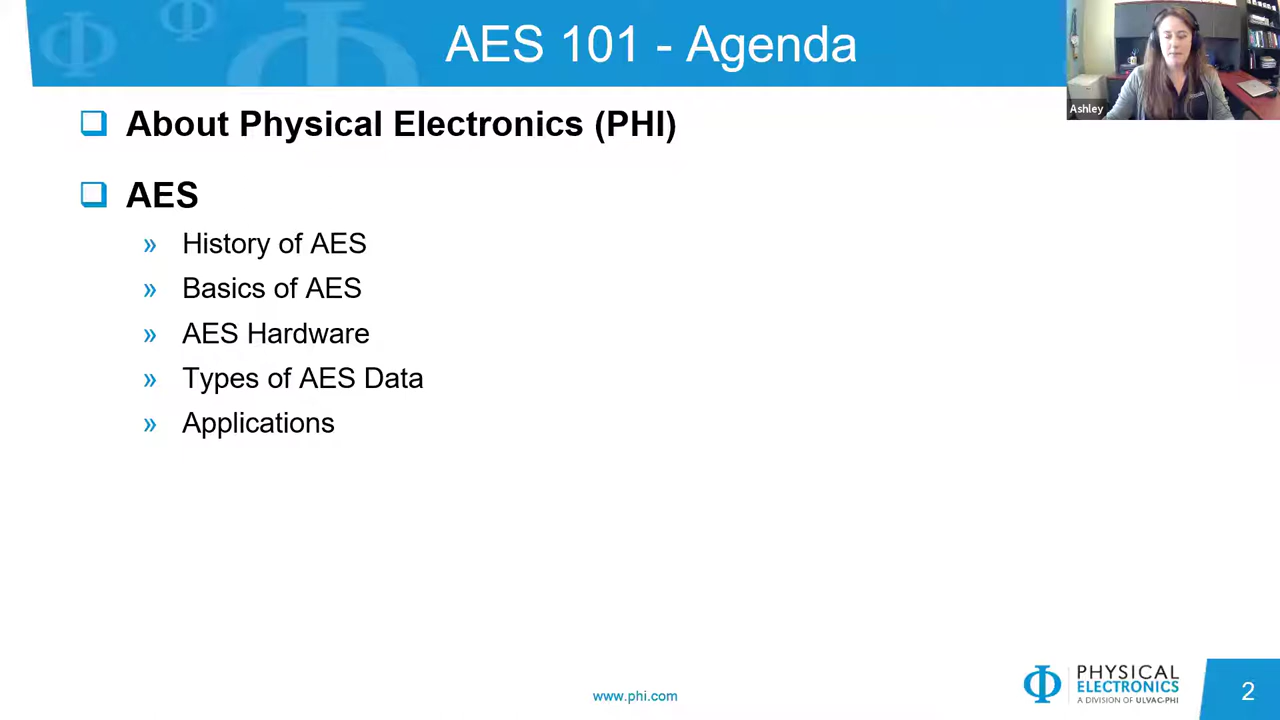 AES 101 - Agenda
Ashley
About Physical Electronics (PHI)
AES
» History of AES
» Basics of AES
» AES Hardware
» Types of AES Data
» Applications
www.phi.com
PHYSICAL
ELECTRONICS
A DIVISION OF ULVAC-PHI
2